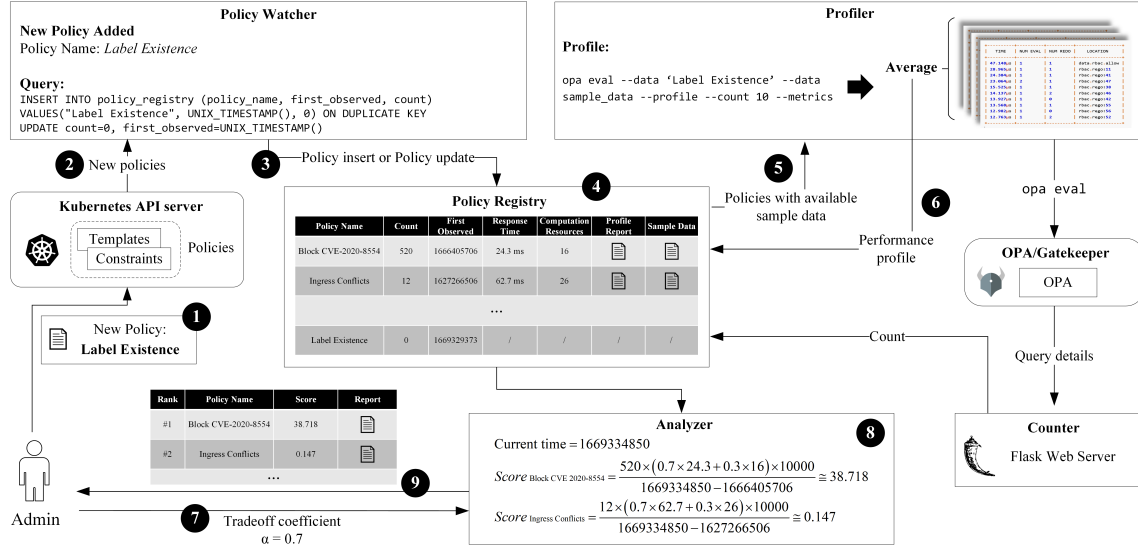 Policy Watcher
New Policy Added
Policy Name: Label Existence
Query:
INSERT INTO policy_registry (policy_name, first_observed, count)
VALUES("Label Existence", UNIX_TIMESTAMP(), 0) ON DUPLICATE KEY
UPDATE count=0, first_observed=UNIX_TIMESTAMP()
Profiler
Profile:
opa eval --data ‘Label Existence’ --data
sample_data --profile --count 10 --metrics
Average
TIME | NUM EVAL | NUM REDO | LOCATION
data.rbac.allow
2
New policies
3
Policy insert or Policy update
4
5
Policies with available
sample data
6
Performance
profile
opa eval
Kubernetes API server
Templates
Constraints
Policies
Policy Registry
Policy Name Count First Observed Response Time Computation Resources Profile Report Sample Data
Block CVE-2020-8554 520 1666405706 24.3 ms 16
Ingress Conflicts 12 1627266506 62.7 ms 26
...
Label Existence 0 1669329373 / / / /
OPA/Gatekeeper
OPA
1
New Policy:
Label Existence
Count
Query details
Rank Policy Name Score Report
#1 Block CVE-2020-8554 38.718
#2 Ingress Conflicts 0.147
...
Analyzer
8
Current time = 1669334850
Score Block CVE 2020-8554 = 520×(0.7×24.3+0.3×16)×10000 / 1669334850−1666405706 ≅ 38.718
Score Ingress Conflicts = 12×(0.7×62.7+0.3×26)×10000 / 1669334850−1627266506 ≅ 0.147
Counter
Flask Web Server
Admin
9
7
Tradeoff coefficient
α = 0.7